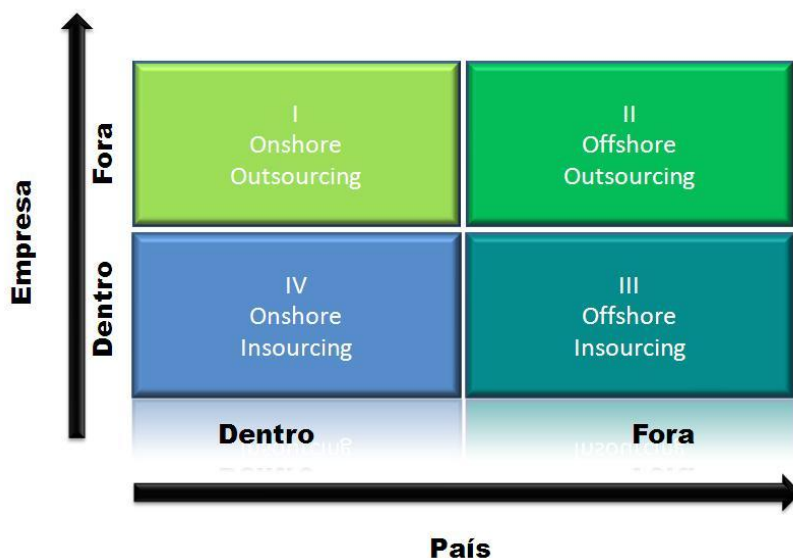 Empresa
Fora
Dentro
I
Onshore
Outsourcing
II
Offshore
Outsourcing
IV
Onshore
Insourcing
III
Offshore
Insourcing
Dentro
Fora
País